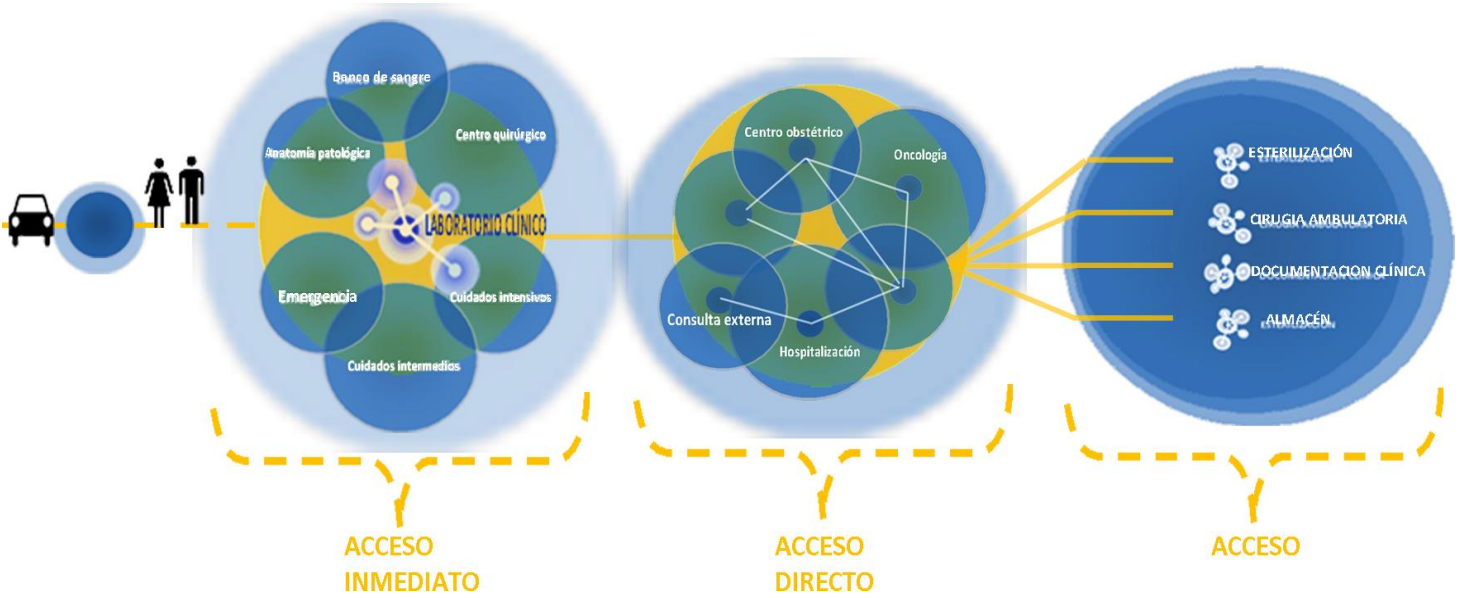 Banco de sangre
Centro quirúrgico
Anatomía patológica
LABORATORIO CLÍNICO
Emergencia
Cuidados intensivos
Cuidados intermedios
ACCESO
INMEDIATO
Centro obstétrico
Oncología
Consulta externa
Hospitalización
ACCESO
DIRECTO
ESTERILIZACIÓN
CIRUGIA AMBULATORIA
DOCUMENTACION CLÍNICA
ALMACÉN
ACCESO